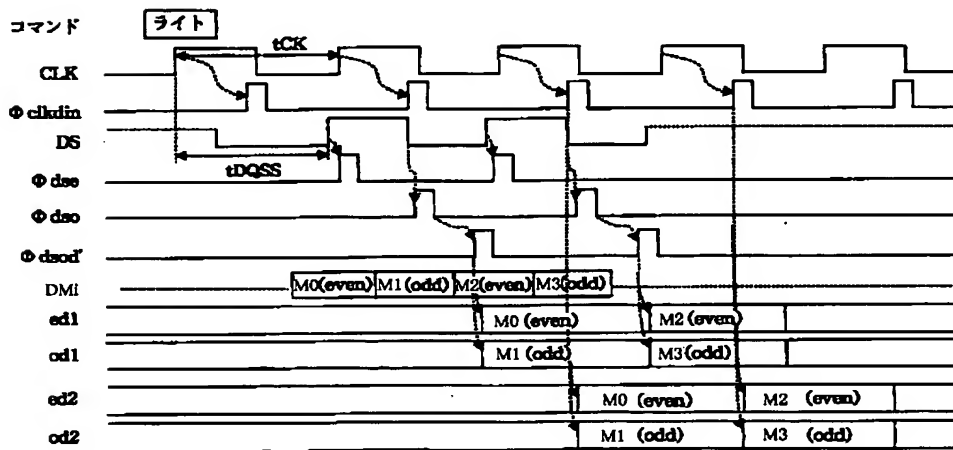 コマンド ライト
tCK
CLK
Φ clkdin
DS
tDQSS
Φ dse
Φ dso
Φ dsod'
DMi M0(even) M1(odd) M2(even) M3(odd)
ed1 M0 (even) M2(even)
od1 M1 (odd) M3(odd)
ed2 M0 (even) M2 (even)
od2 M1 (odd) M3 (odd)